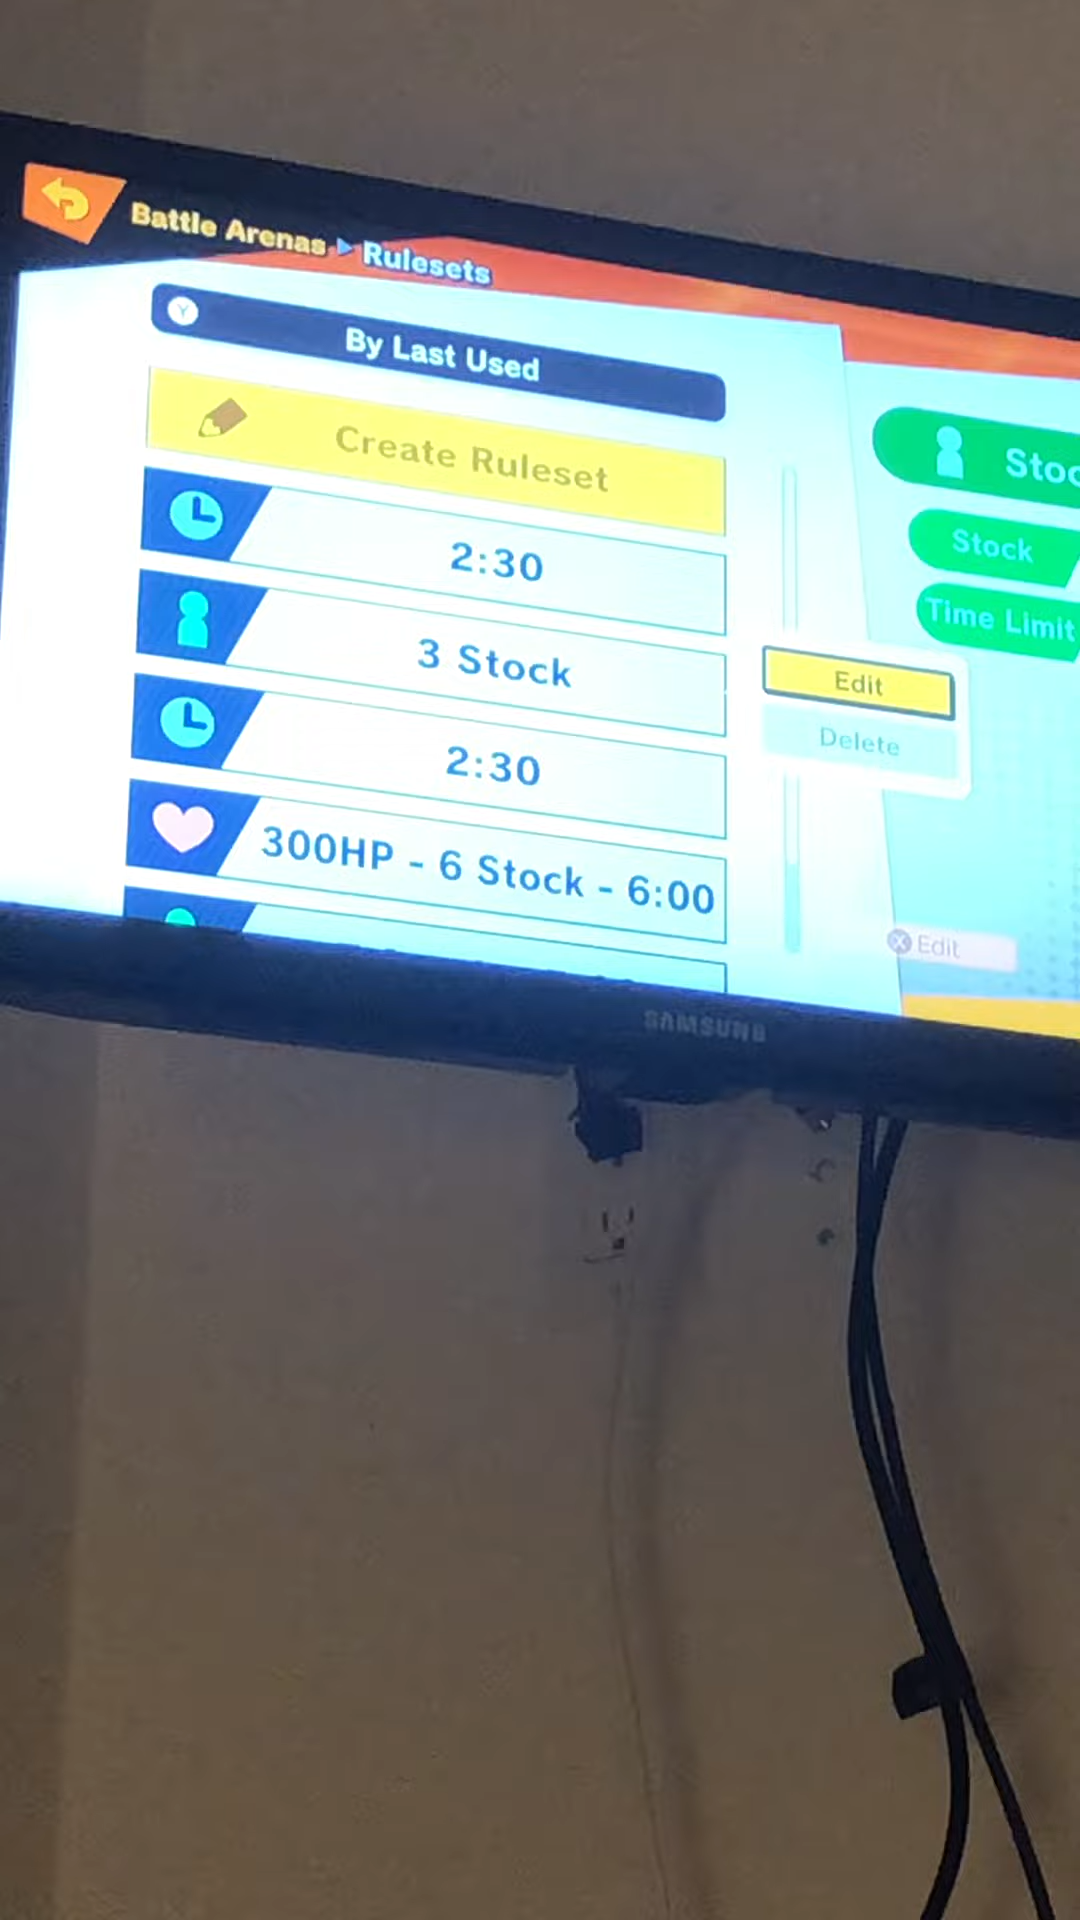 Battle Arenas ▶ Rulesets
Y By Last Used
Create Ruleset
2:30
3 Stock
2:30
300HP - 6 Stock - 6:00
Stock
Time Limit
Edit
Delete
X Edit
SAMSUNG